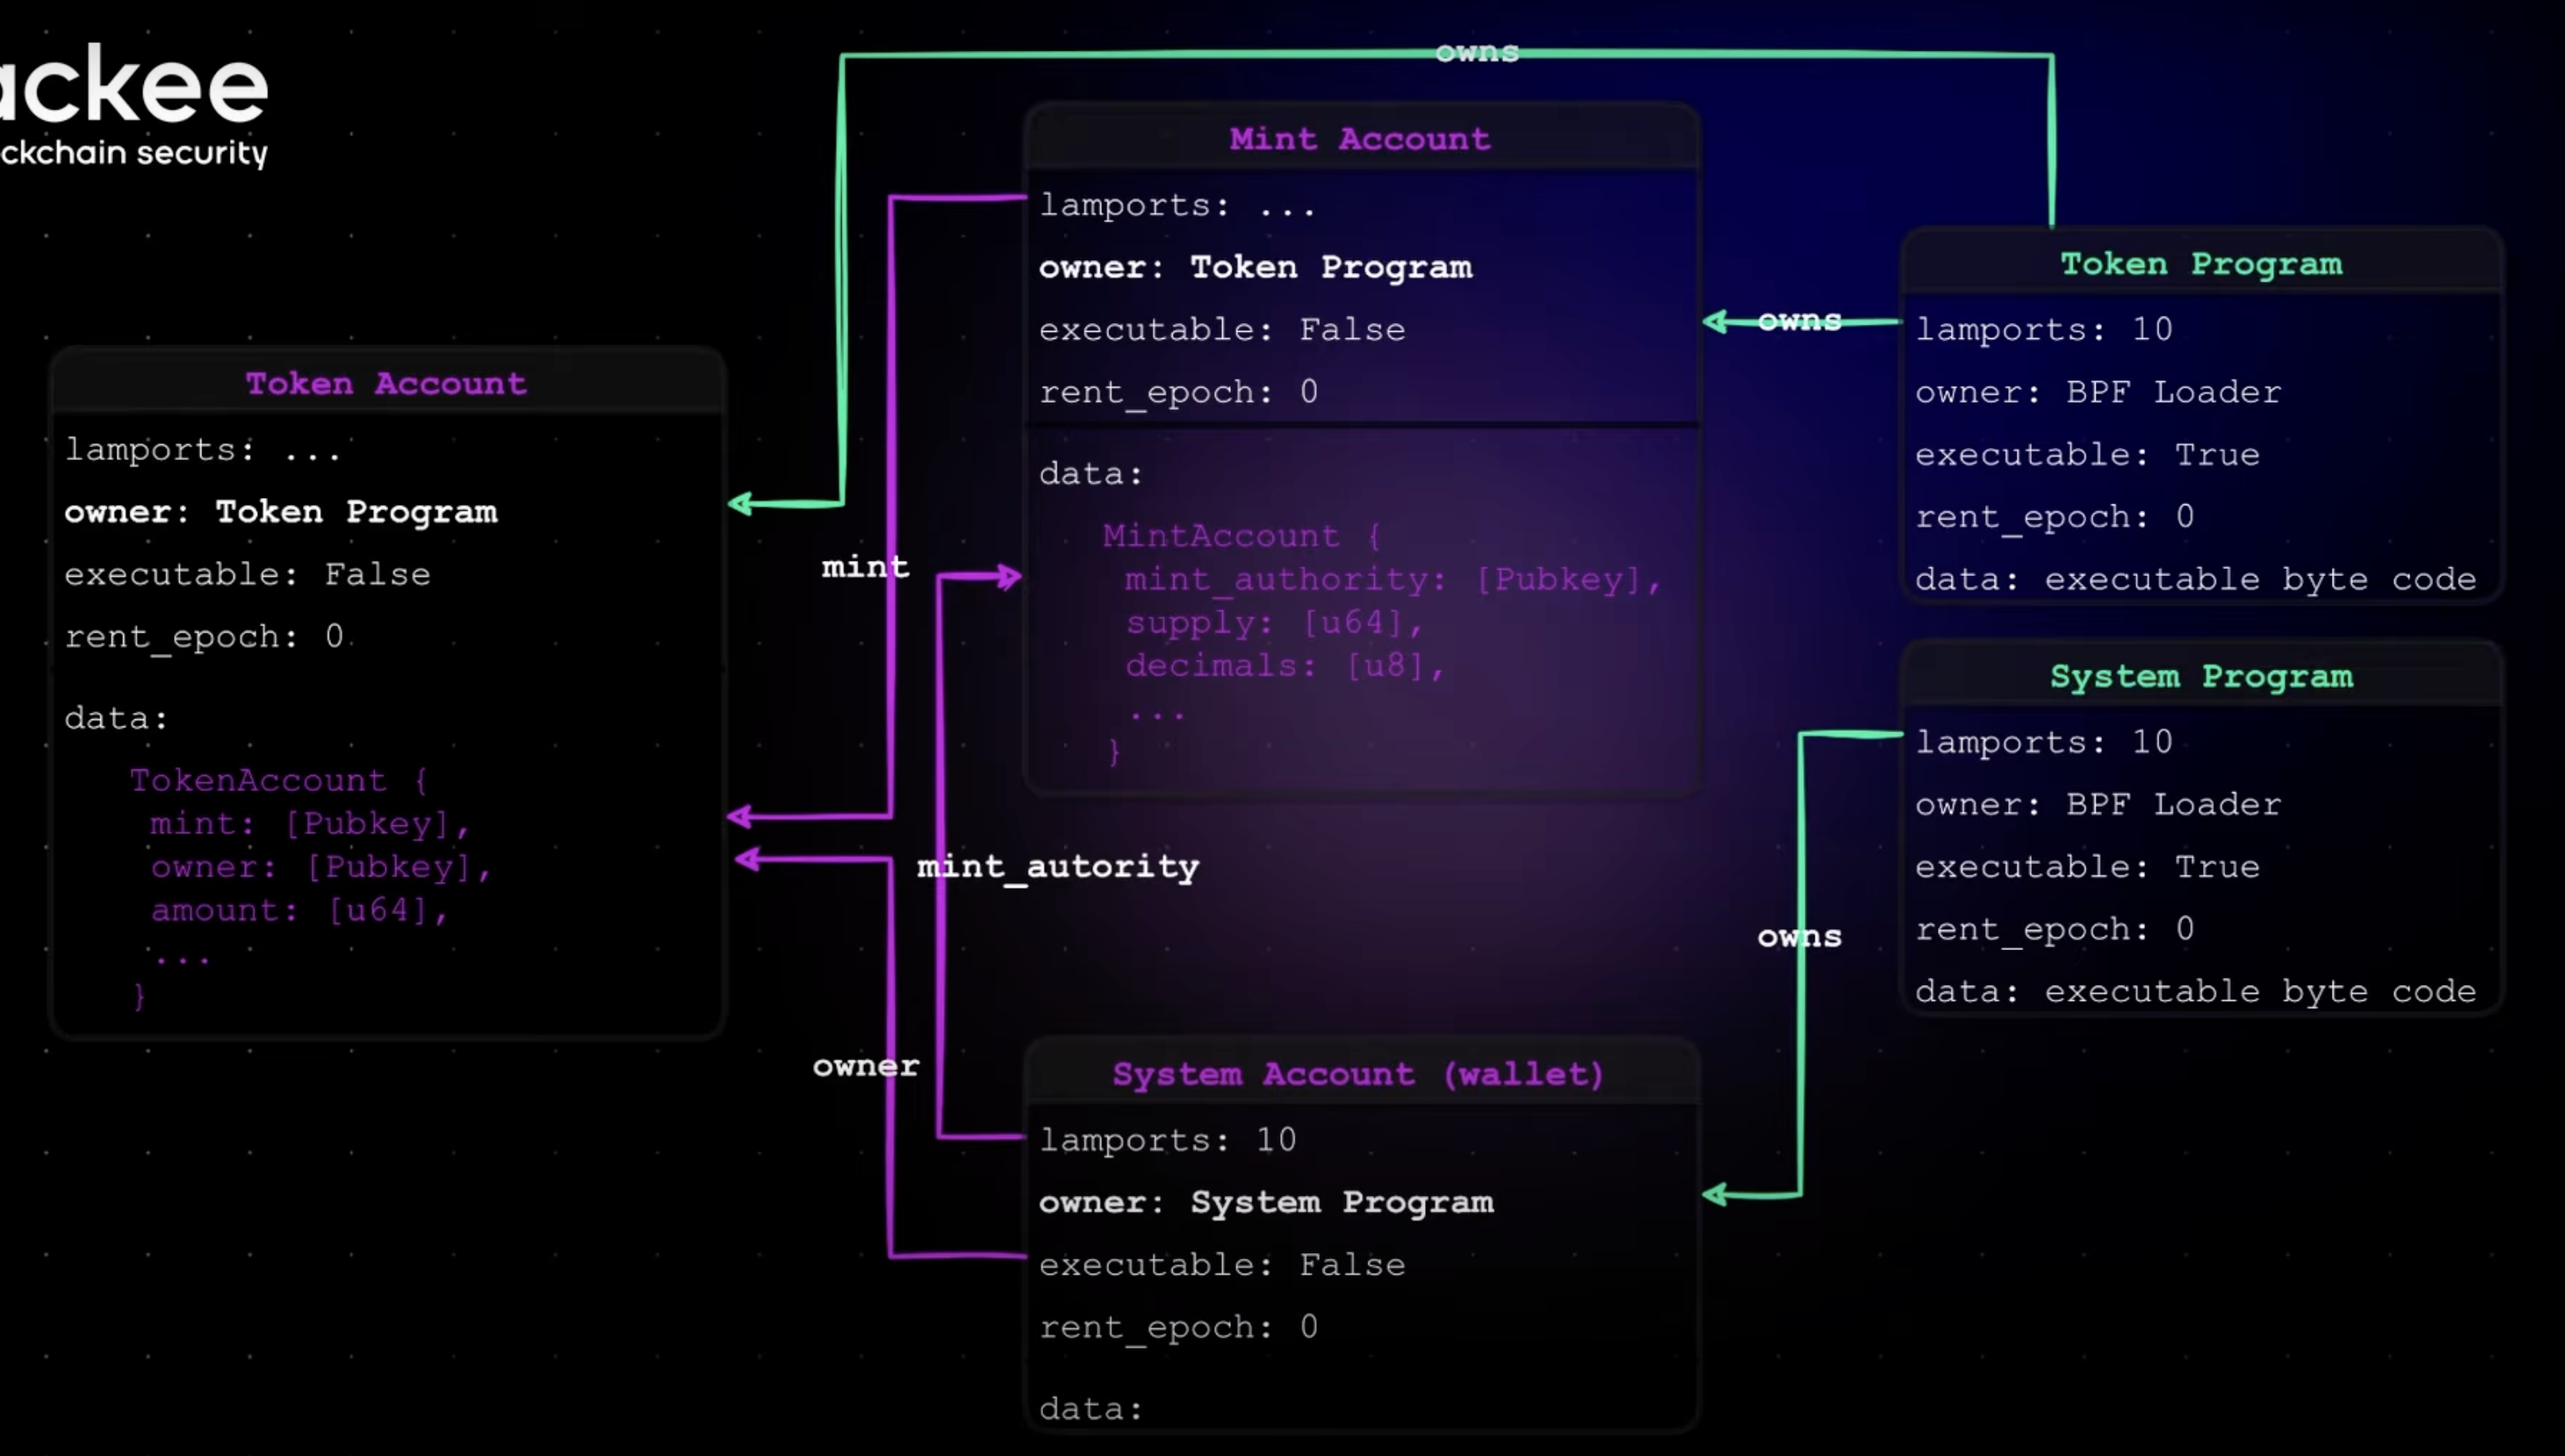 ackee
ckchain security
owns
Mint Account
lamports: ...
owner: Token Program
executable: False
rent_epoch: 0
data:
MintAccount {
mint_authority: [Pubkey],
supply: [u64],
decimals: [u8],
...
}
owns
Token Program
lamports: 10
owner: BPF Loader
executable: True
rent_epoch: 0
data: executable byte code
Token Account
lamports: ...
owner: Token Program
executable: False
rent_epoch: 0
data:
TokenAccount {
mint: [Pubkey],
owner: [Pubkey],
amount: [u64],
...
}
mint
mint_autority
owner
System Program
lamports: 10
owner: BPF Loader
executable: True
rent_epoch: 0
data: executable byte code
owns
System Account (wallet)
lamports: 10
owner: System Program
executable: False
rent_epoch: 0
data: